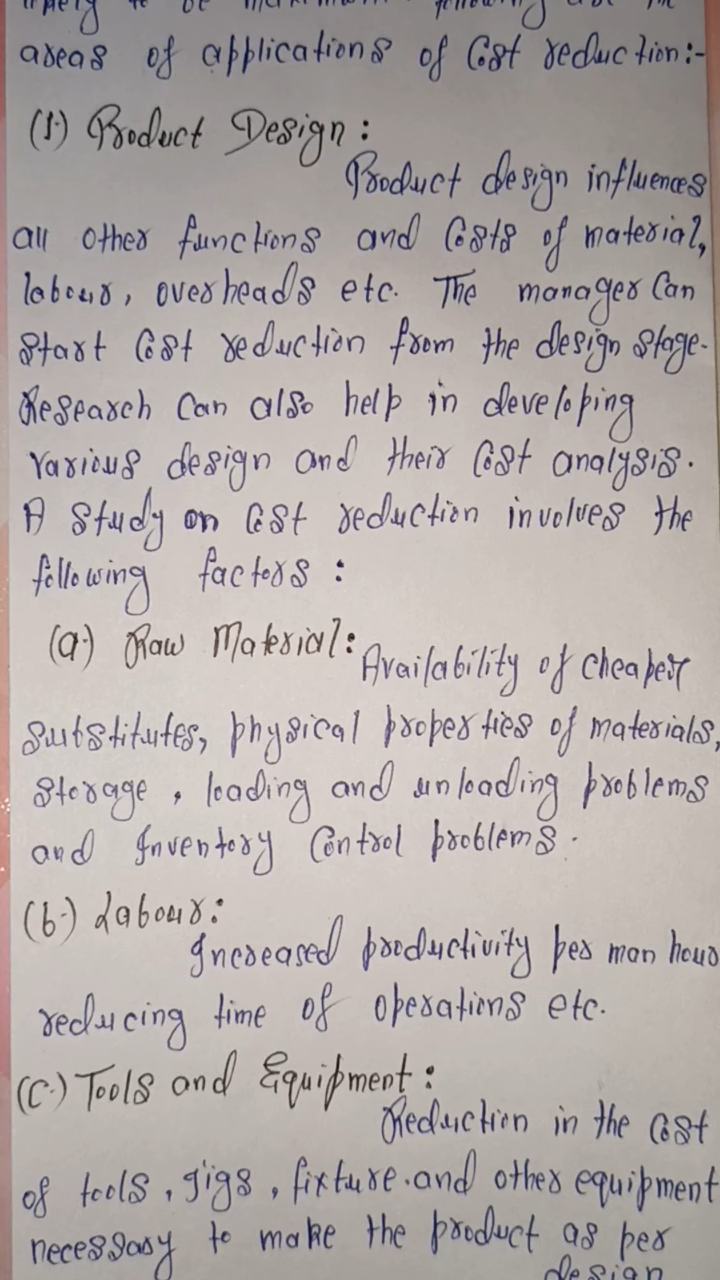 areas of applications of Cost reduction:-
(1.) Product Design:
Product design influences
all other functions and Costs of material,
labour, overheads etc. The manager Can
start Cost reduction from the design stage.
Research Can also help in developing
various design and their Cost analysis.
A study on Cost reduction involves the
following factors:
(a.) Raw Material:
Availability of cheaper
substitutes, physical properties of materials,
storage, loading and unloading problems
and Inventory Control problems.
(b.) Labour:
Increased productivity per man hour
reducing time of operations etc.
(C.) Tools and Equipment:
Reduction in the Cost
of tools, jigs, fixture. and other equipment
necessary to make the product as per
design